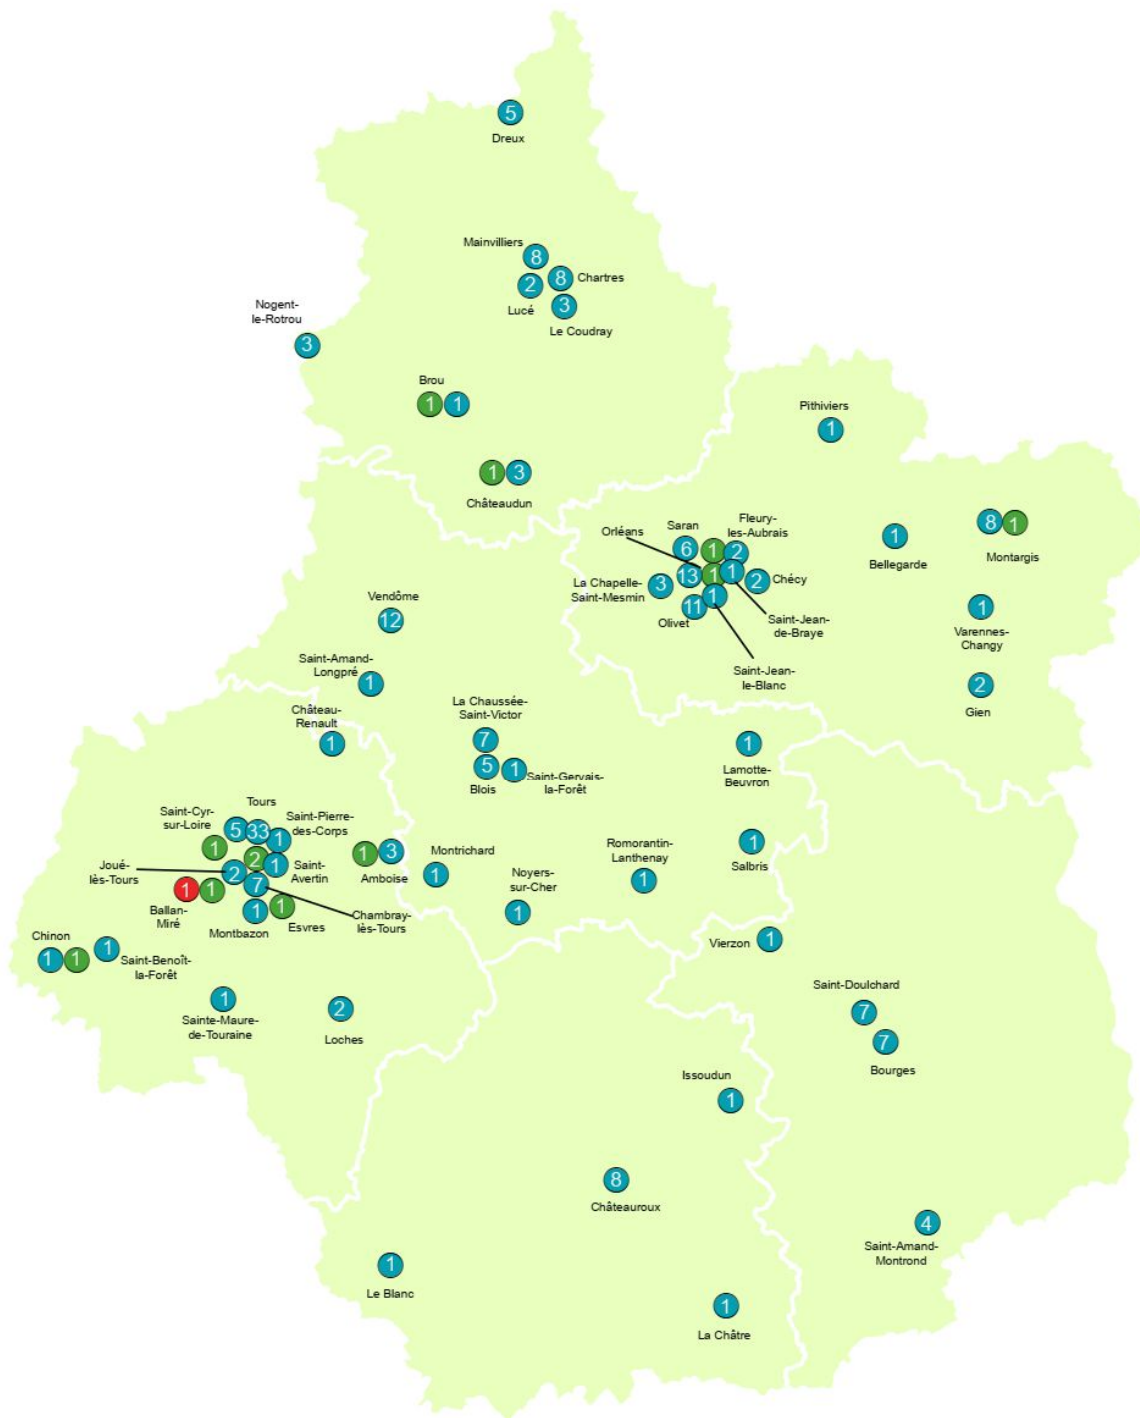 5
Dreux
Mainvilliers
8
8
Chartres
2
Lucé
3
Le Coudray
Nogent-
le-Rotrou
3
Brou
1 1
Pithiviers
1
1 3
Châteaudun
Orléans
Saran
Fleury-
les-Aubrais
6
1
2
13
1
1
La Chapelle-
Saint-Mesmin
3
2
Chécy
Olivet
11
1
Saint-Jean-
de-Braye
Saint-Jean-
le-Blanc
1
Bellegarde
8 1
Montargis
1
Varennes-
Changy
2
Gien
Vendôme
12
Saint-Amand-
Longpré
1
Château-
Renault
1
La Chaussée-
Saint-Victor
7
5
Blois
1
Saint-Gervais-
la-Forêt
1
Lamotte-
Beuvron
1
Salbris
Tours
Saint-Cyr-
sur-Loire
Saint-Pierre-
des-Corps
5
33
1
1
2
1
Saint-
Avertin
Joué-
lès-Tours
2
7
1 1
Ballan-
Miré
1
Montbazon
1
Esvres
Chambray-
lès-Tours
1 3
Amboise
Montrichard
1
Noyers-
sur-Cher
1
Romorantin-
Lanthenay
1
Chinon
1 1
1
Saint-Benoît-
la-Forêt
1
Sainte-Maure-
de-Touraine
2
Loches
Vierzon
1
Saint-Doulchard
7
7
Bourges
Issoudun
1
8
Châteauroux
4
Saint-Amand-
Montrond
1
Le Blanc
1
La Châtre